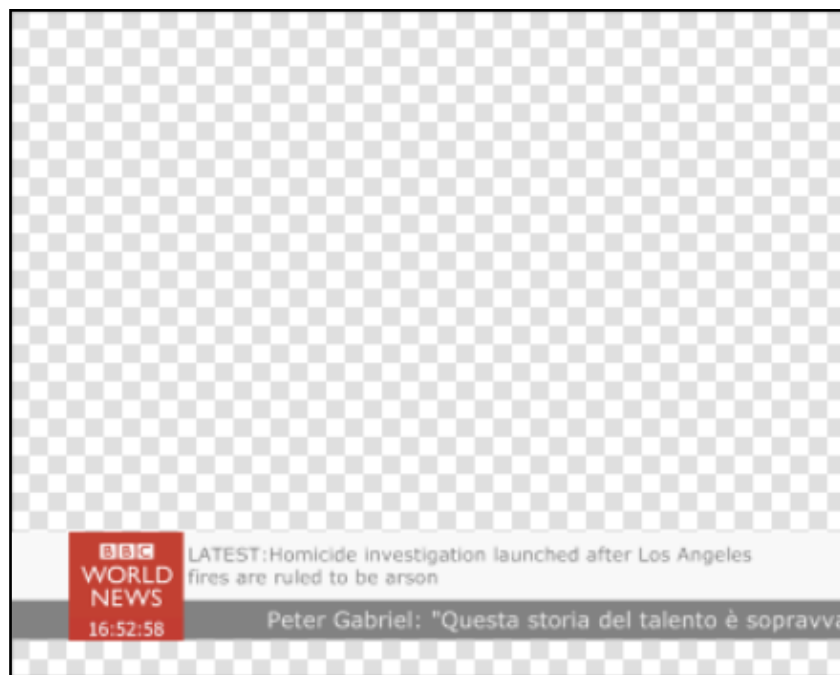 BBC
WORLD
NEWS
16:52:58
LATEST:Homicide investigation launched after Los Angeles
fires are ruled to be arson
Peter Gabriel: "Questa storia del talento è